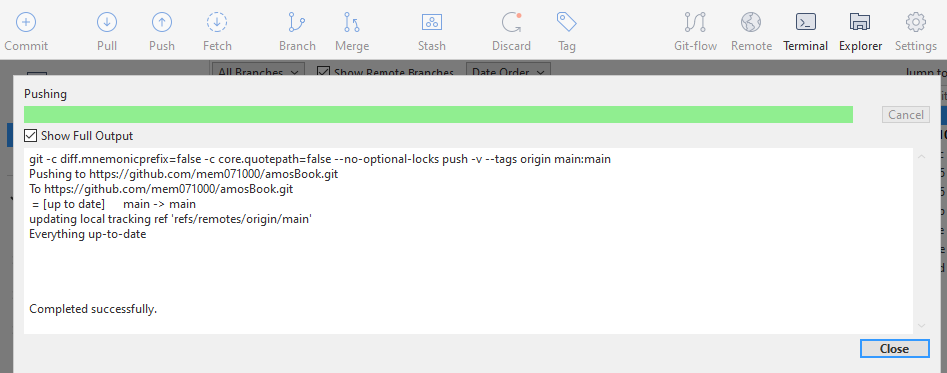 Commit Pull Push Fetch Branch Merge Stash Discard Tag Git-flow Remote Terminal Explorer Settings
All Branches Show Remote Branches Date Order Jump to
Pushing
Cancel
Show Full Output
git -c diff.mnemonicprefix=false -c core.quotepath=false --no-optional-locks push -v --tags origin main:main
Pushing to https://github.com/mem071000/amosBook.git
To https://github.com/mem071000/amosBook.git
= [up to date]      main -> main
updating local tracking ref 'refs/remotes/origin/main'
Everything up-to-date
Completed successfully.
Close